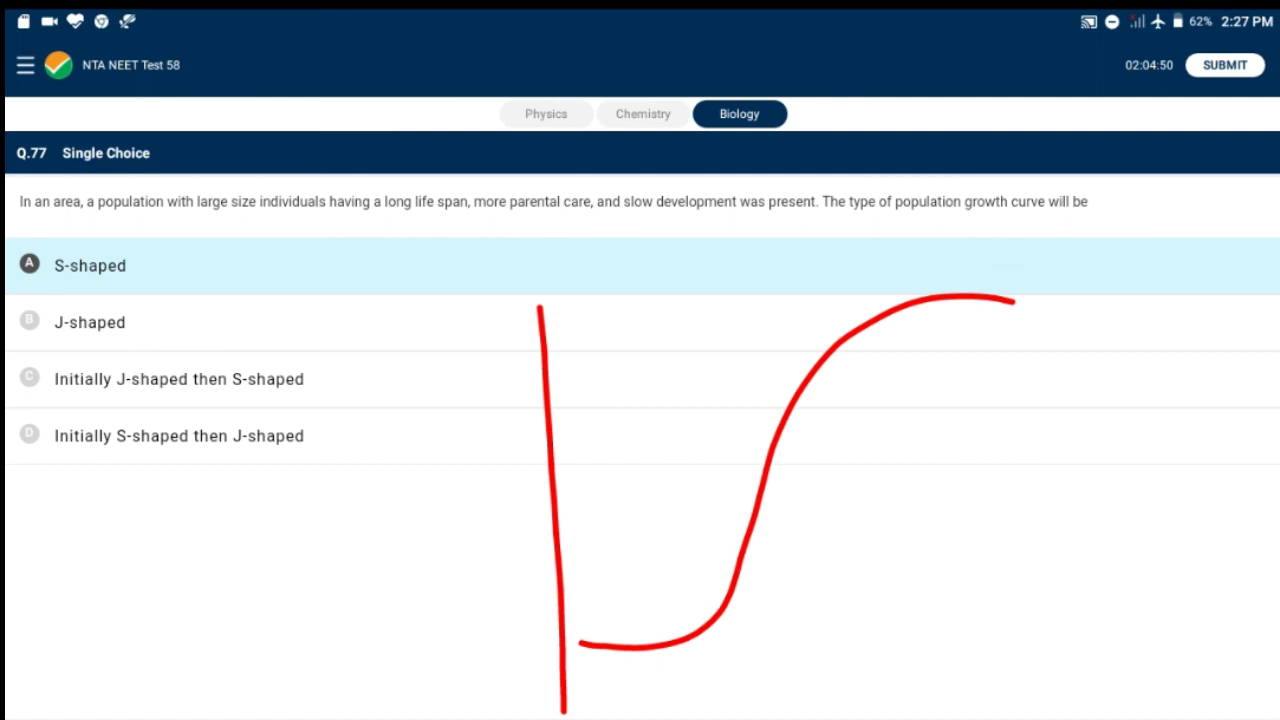 62% 2:27 PM
NTA NEET Test 58
02:04:50 SUBMIT
Physics Chemistry Biology
Q.77 Single Choice
In an area, a population with large size individuals having a long life span, more parental care, and slow development was present. The type of population growth curve will be
A S-shaped
B J-shaped
C Initially J-shaped then S-shaped
D Initially S-shaped then J-shaped